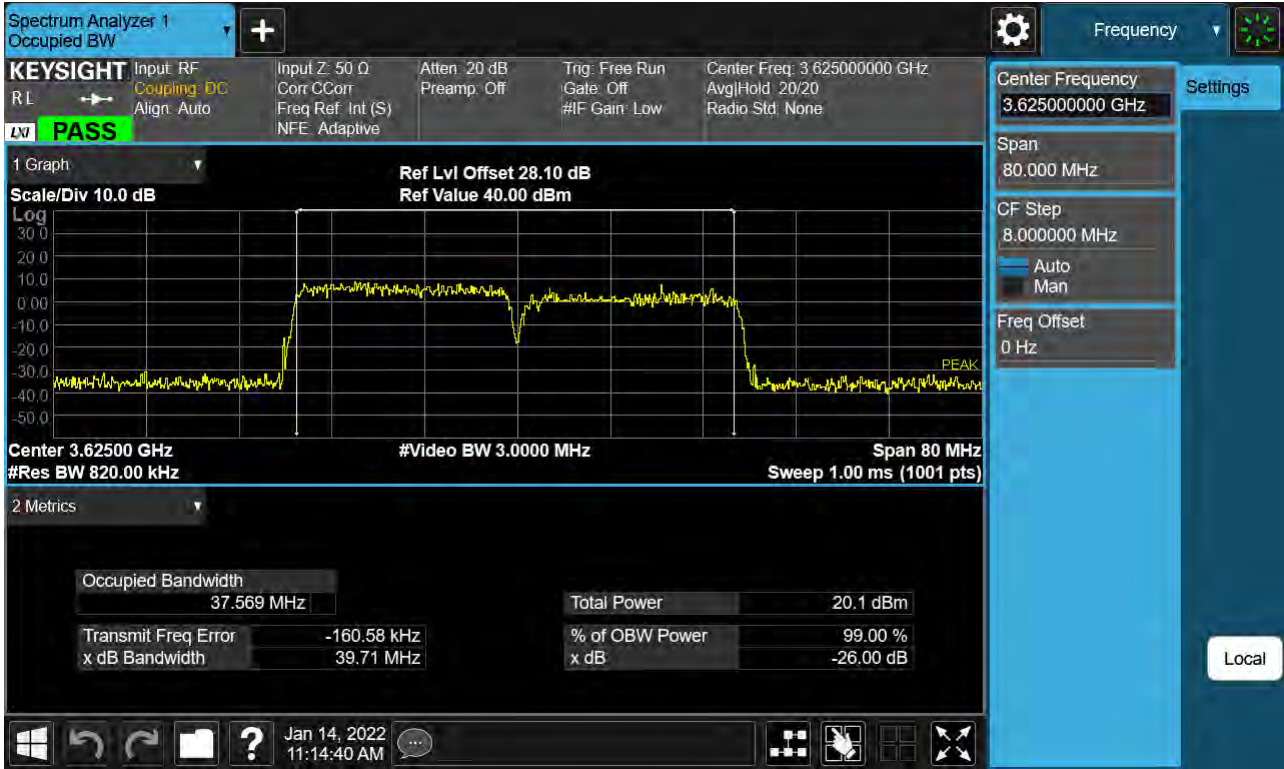 Spectrum Analyzer 1
Occupied BW
+
Frequency
KEYSIGHT
R L
LXI PASS
Input: RF
Coupling: DC
Align: Auto
Input Z: 50 Ω
Corr CCorr
Freq Ref: Int (S)
NFE: Adaptive
Atten: 20 dB
Preamp: Off
Trig: Free Run
Gate: Off
#IF Gain: Low
Center Freq: 3.625000000 GHz
Avg|Hold: 20/20
Radio Std: None
1 Graph
Scale/Div 10.0 dB
Ref Lvl Offset 28.10 dB
Ref Value 40.00 dBm
Log
30.0
20.0
10.0
0.00
-10.0
-20.0
-30.0
-40.0
-50.0
PEAK
Center 3.62500 GHz
#Video BW 3.0000 MHz
Span 80 MHz
#Res BW 820.00 kHz
Sweep 1.00 ms (1001 pts)
2 Metrics
Occupied Bandwidth
37.569 MHz
Transmit Freq Error -160.58 kHz
x dB Bandwidth 39.71 MHz
Total Power 20.1 dBm
% of OBW Power 99.00 %
x dB -26.00 dB
Center Frequency
3.625000000 GHz
Span
80.000 MHz
CF Step
8.000000 MHz
Auto
Man
Freq Offset
0 Hz
Settings
Local
?
Jan 14, 2022
11:14:40 AM